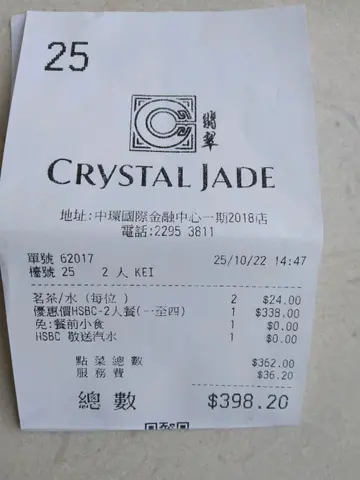 25
翡翠
CRYSTAL JADE
地址:中環國際金融中心一期2018店
電話:2295 3811
單號 62017 25/10/22 14:47
檯號 25 2 人 KEI
茗茶/水（每位 ） 2 $24.00
優惠價HSBC-2人餐(一至四) 1 $338.00
免:餐前小食 1 $0.00
HSBC 敬送汽水 1 $0.00
點菜總數 $362.00
服務費 $36.20
總數 $398.20